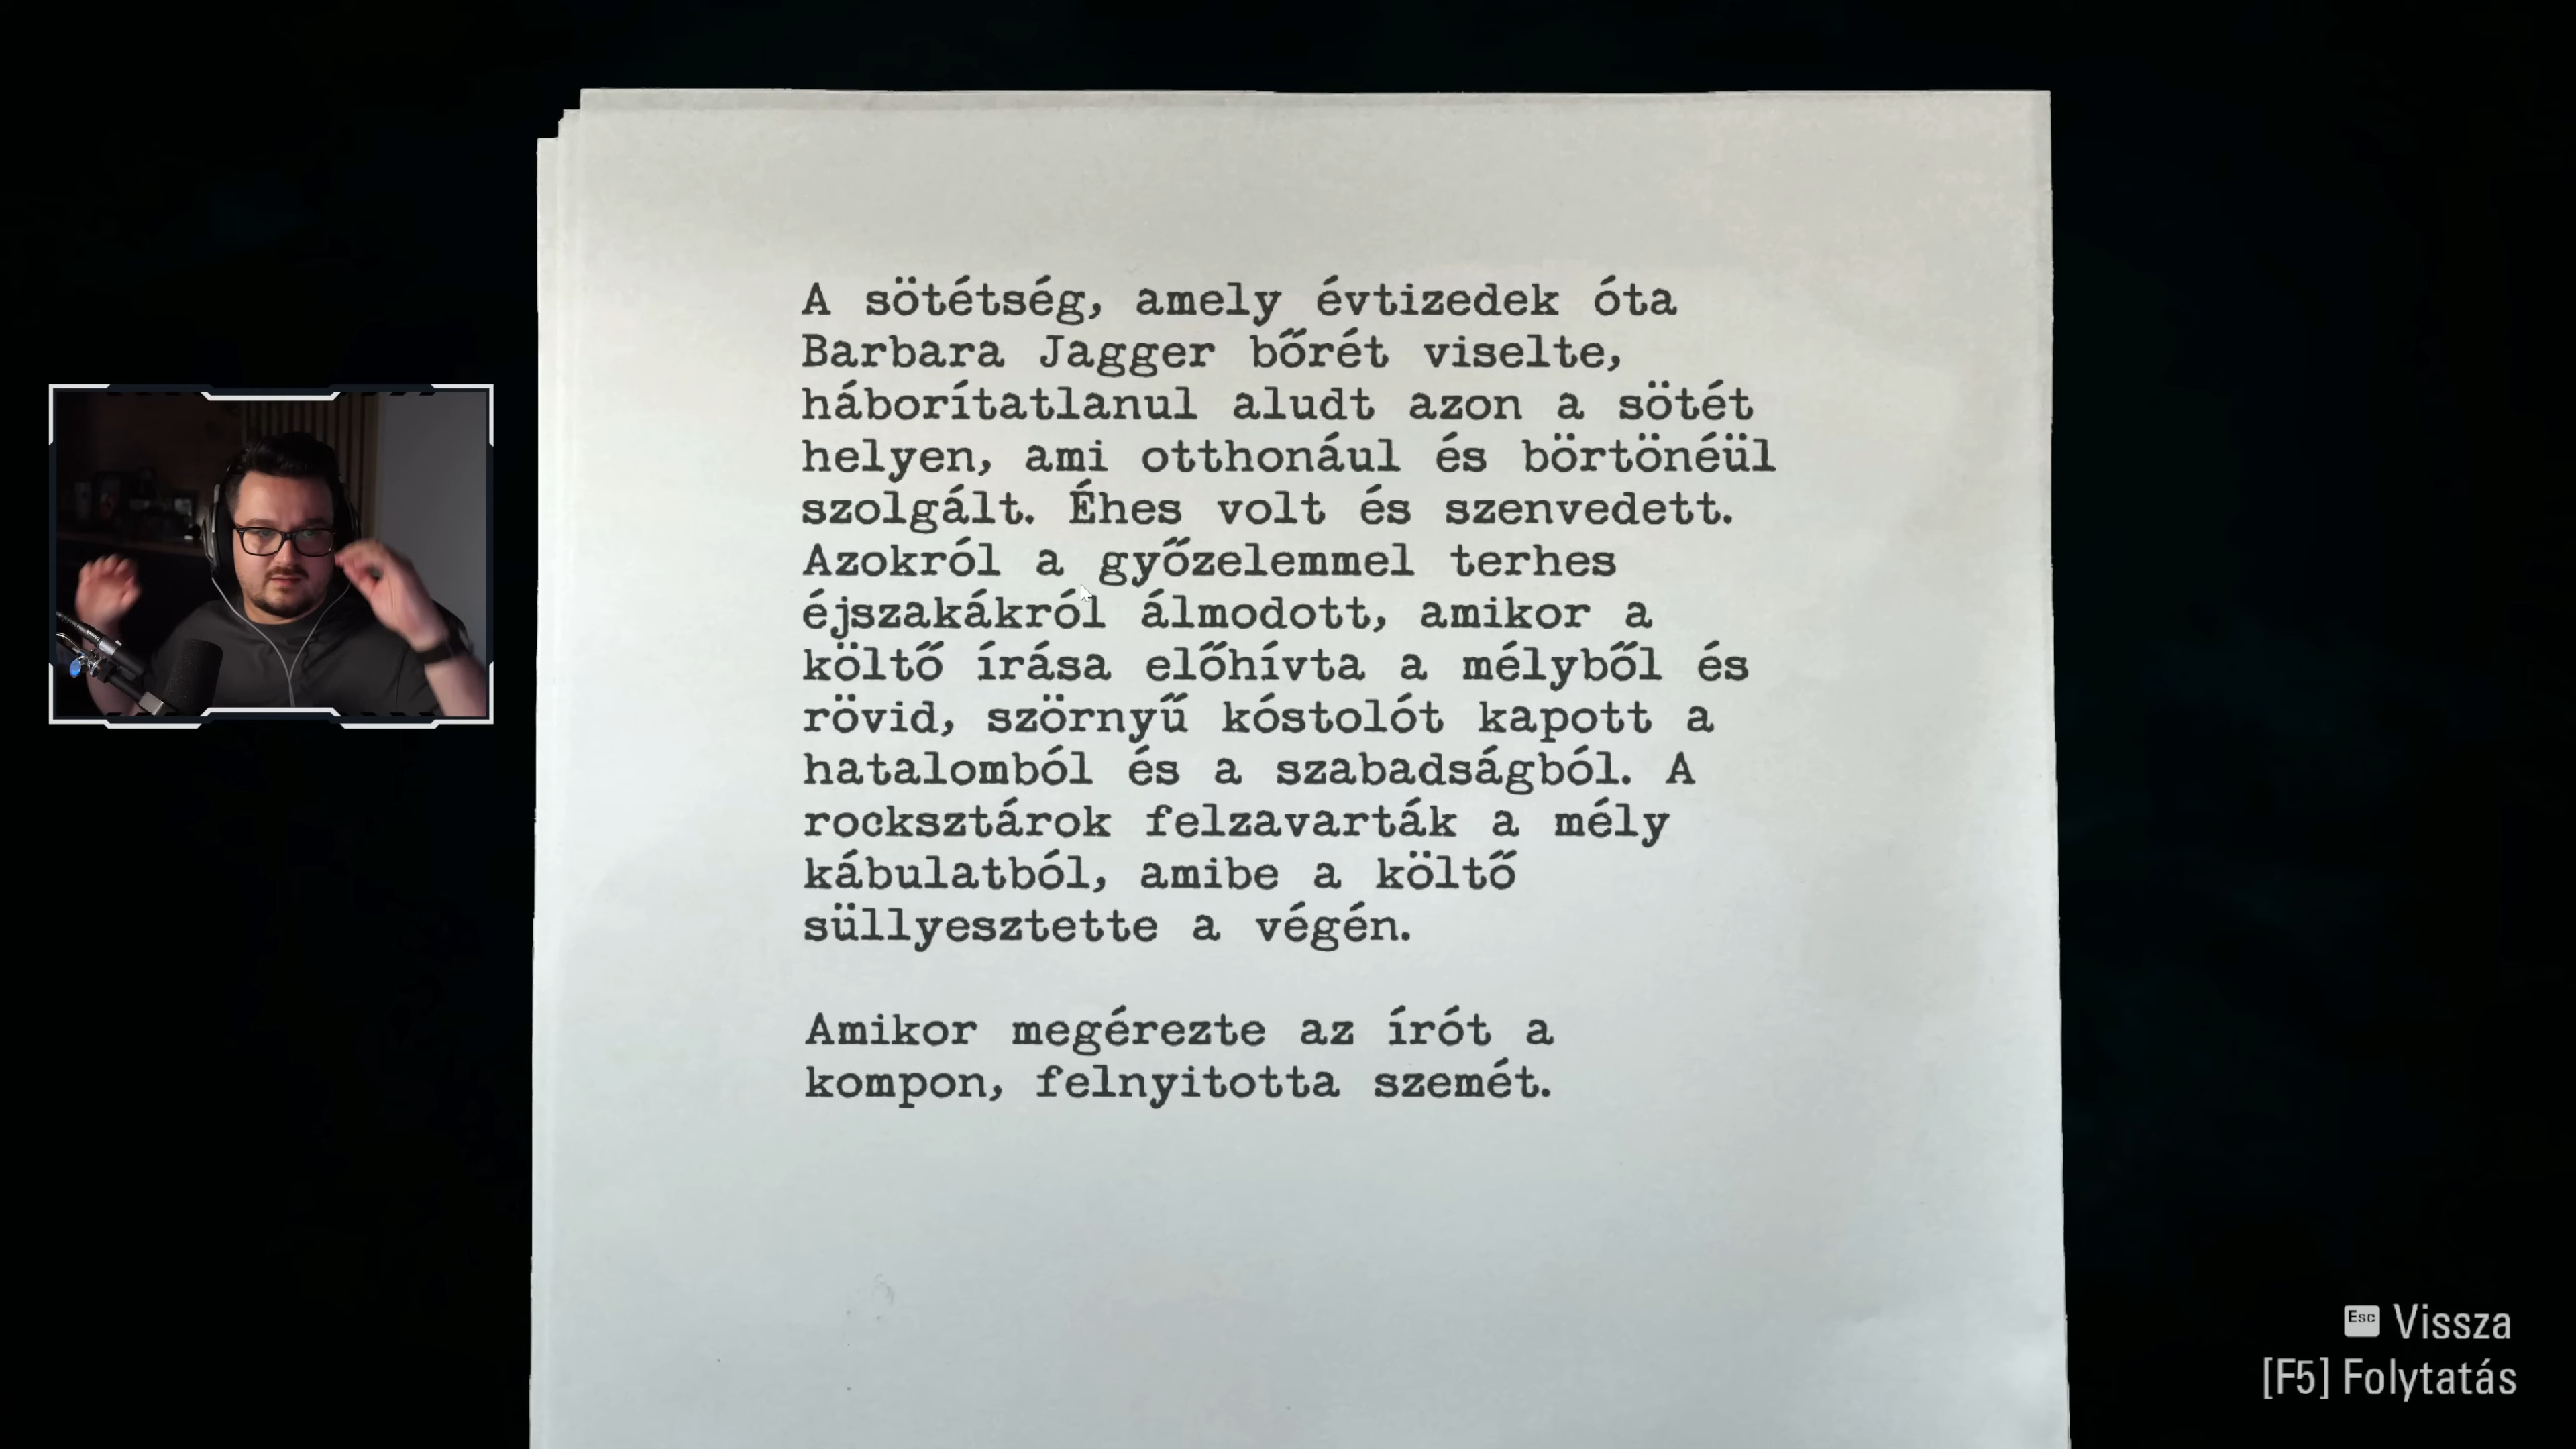 A sötétség, amely évtizedek óta
Barbara Jagger bőrét viselte,
háborítatlanul aludt azon a sötét
helyen, ami otthonául és börtönéül
szolgált. Éhes volt és szenvedett.
Azokról a győzelemmel terhes
éjszakákról álmodott, amikor a
költő írása előhívta a mélyből és
rövid, szörnyű kóstolót kapott a
hatalomból és a szabadságból. A
rocksztárok felzavarták a mély
kábulatból, amibe a költő
süllyesztette a végén.
Amikor megérezte az írót a
kompon, felnyitotta szemét.
Esc Vissza
[F5] Folytatás